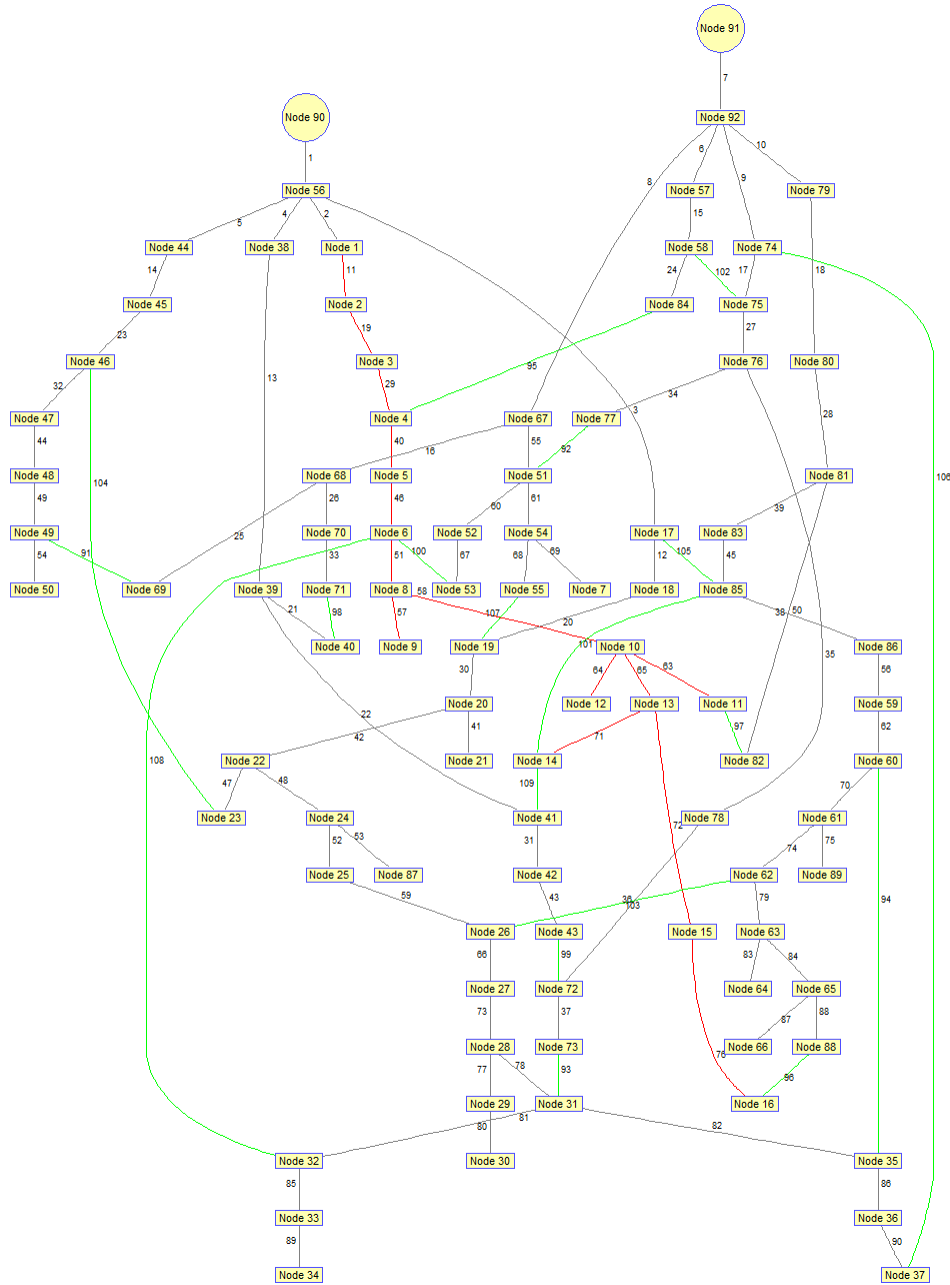 Node 91
7
Node 90
Node 92
1
6
10
8
9
Node 56
Node 57
Node 79
5
4
2
15
Node 44
Node 38
Node 1
Node 58
Node 74
14
11
24
102
17
18
Node 45
Node 2
Node 84
Node 75
23
19
27
Node 46
Node 3
95
Node 76
Node 80
32
13
29
34
3
28
Node 47
Node 4
Node 67
Node 77
44
40
16
55
92
Node 48
Node 68
Node 5
Node 51
Node 81
104
106
49
26
46
60
61
39
Node 49
Node 70
Node 6
Node 52
Node 54
Node 17
Node 83
25
91
54
33
51
100
67
68
69
12
105
45
Node 50
Node 69
Node 39
Node 71
Node 8
58
Node 53
Node 55
Node 7
Node 18
Node 85
21
98
57
107
20
38
50
Node 40
Node 9
Node 19
101
Node 10
Node 86
35
30
64
65
63
56
Node 20
Node 12
Node 13
Node 11
Node 59
22
42
41
71
97
62
108
Node 22
Node 21
Node 14
Node 82
Node 60
47
48
109
70
Node 23
Node 24
Node 41
72
Node 78
Node 61
52
53
31
74
75
Node 25
Node 87
Node 42
Node 62
Node 89
59
43
36
103
79
94
Node 26
Node 43
Node 15
Node 63
66
99
83
84
Node 27
Node 72
Node 64
Node 65
73
37
87
88
Node 28
Node 73
76
Node 66
Node 88
77
78
93
96
Node 29
Node 31
Node 16
80
81
82
Node 32
Node 30
Node 35
85
86
Node 33
Node 36
89
90
Node 34
Node 37